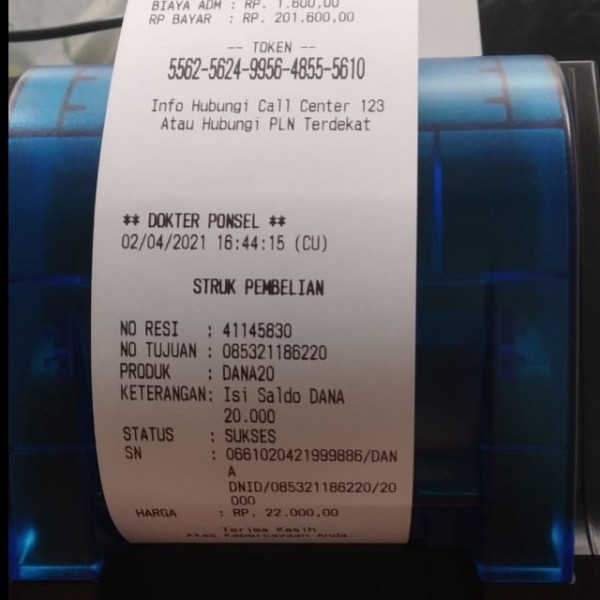 BIAYA ADM : RP. 1.600,00
RP BAYAR : RP. 201.600,00
-- TOKEN --
5562-5624-9956-4855-5610
Info Hubungi Call Center 123
Atau Hubungi PLN Terdekat
** DOKTER PONSEL **
02/04/2021 16:44:15 (CU)
STRUK PEMBELIAN
NO RESI : 41145830
NO TUJUAN : 085321186220
PRODUK : DANA20
KETERANGAN: Isi Saldo DANA
20.000
STATUS : SUKSES
SN : 0661020421999886/DAN
A
DNID/085321186220/20
000
HARGA : RP. 22.000,00
Terima Kasih
Atas Kepercayaan Anda